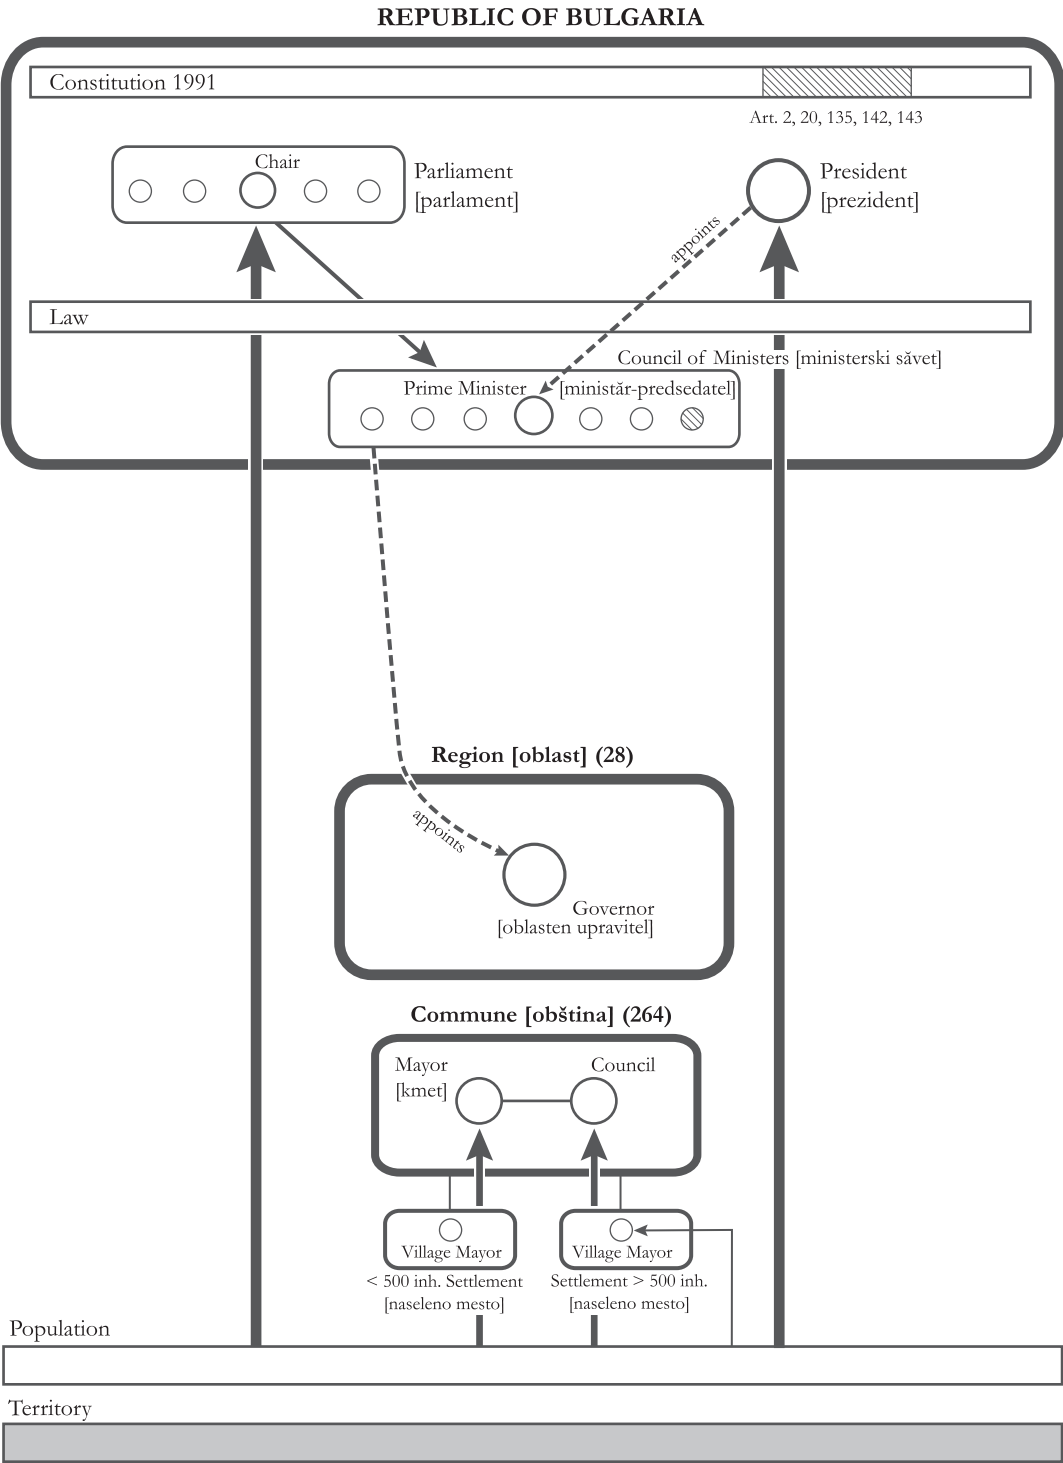 REPUBLIC OF BULGARIA
Constitution 1991
Art. 2, 20, 135, 142, 143
Chair
Parliament
[parlament]
President
[prezident]
appoints
Law
Council of Ministers [ministerski săvet]
Prime Minister
[ministăr-predsedatel]
Region [oblast] (28)
appoints
Governor
[oblasten upravitel]
Commune [obština] (264)
Mayor
[kmet]
Council
Village Mayor
Village Mayor
< 500 inh. Settlement
[naseleno mesto]
Settlement > 500 inh.
[naseleno mesto]
Population
Territory